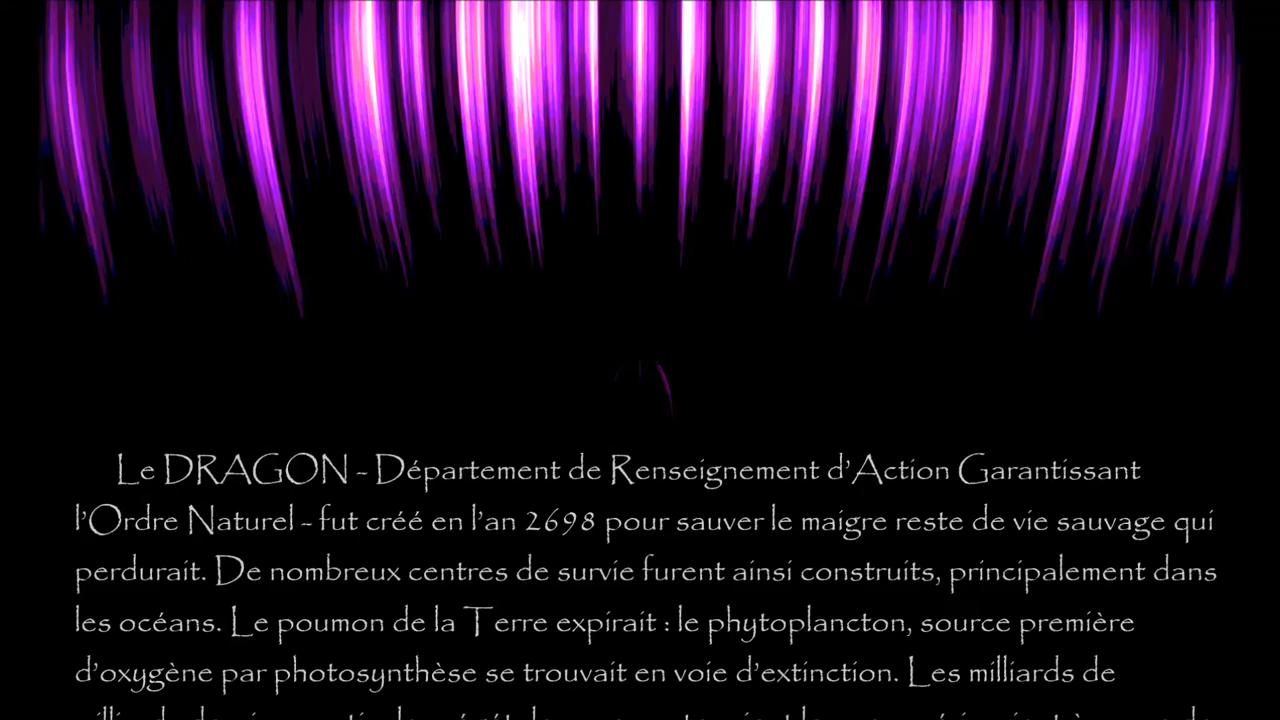 Le DRAGON - Département de Renseignement d'Action Garantissant
l'Ordre Naturel - fut créé en l'an 2698 pour sauver le maigre reste de vie sauvage qui
perdurait. De nombreux centres de survie furent ainsi construits, principalement dans
les océans. Le poumon de la Terre expirait : le phytoplancton, source première
d'oxygène par photosynthèse se trouvait en voie d'extinction. Les milliards de